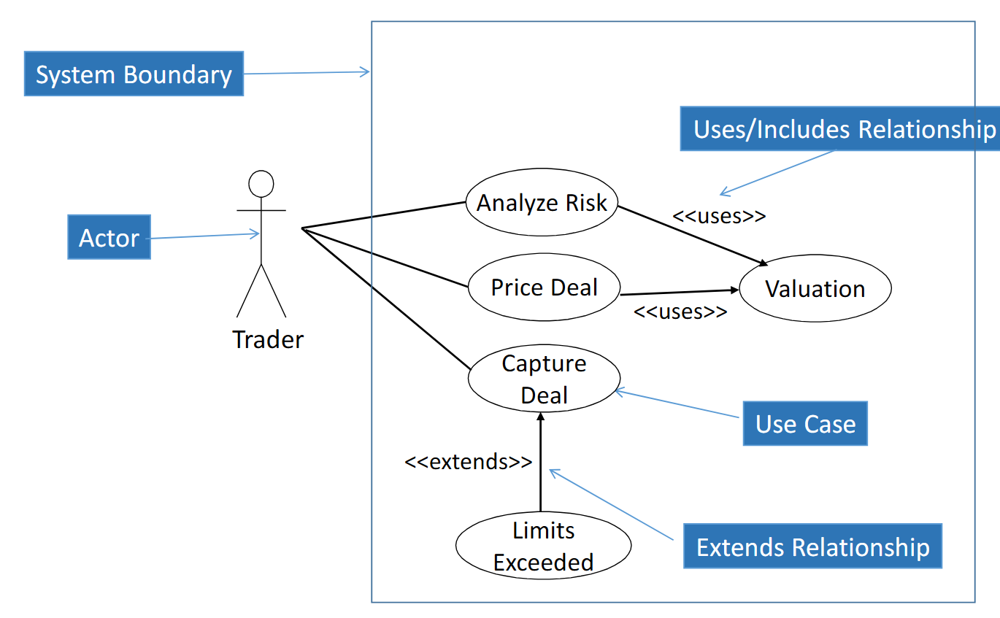 System Boundary
Uses/Includes Relationship
Analyze Risk
<<uses>>
Actor
Price Deal
Valuation
<<uses>>
Trader
Capture
Deal
Use Case
<<extends>>
Limits
Exceeded
Extends Relationship